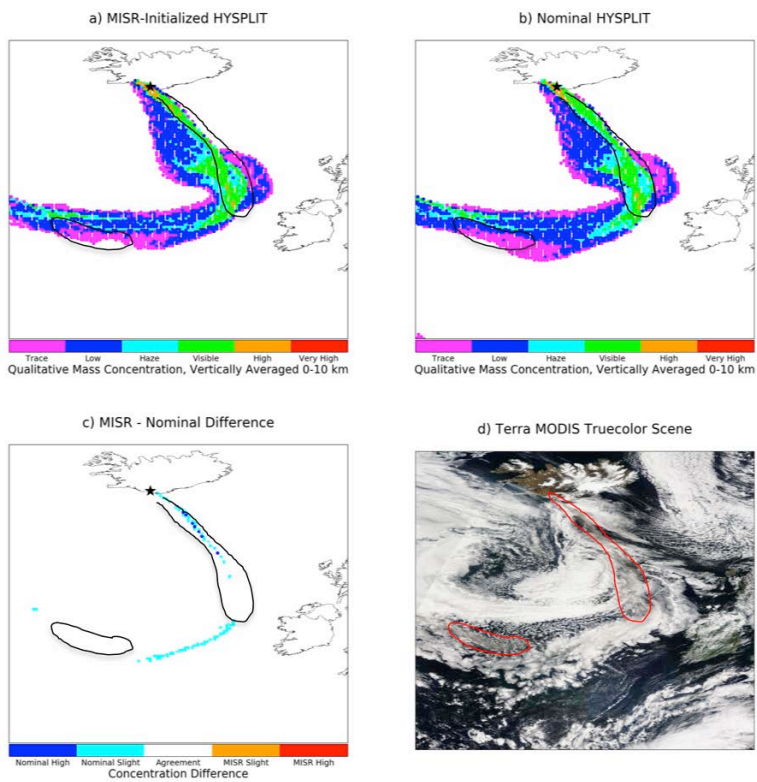 a) MISR-Initialized HYSPLIT
b) Nominal HYSPLIT
Trace Low Haze Visible High Very High
Qualitative Mass Concentration, Vertically Averaged 0-10 km
Trace Low Haze Visible High Very High
Qualitative Mass Concentration, Vertically Averaged 0-10 km
c) MISR - Nominal Difference
d) Terra MODIS Truecolor Scene
Nominal High Nominal Slight Agreement MISR Slight MISR High
Concentration Difference